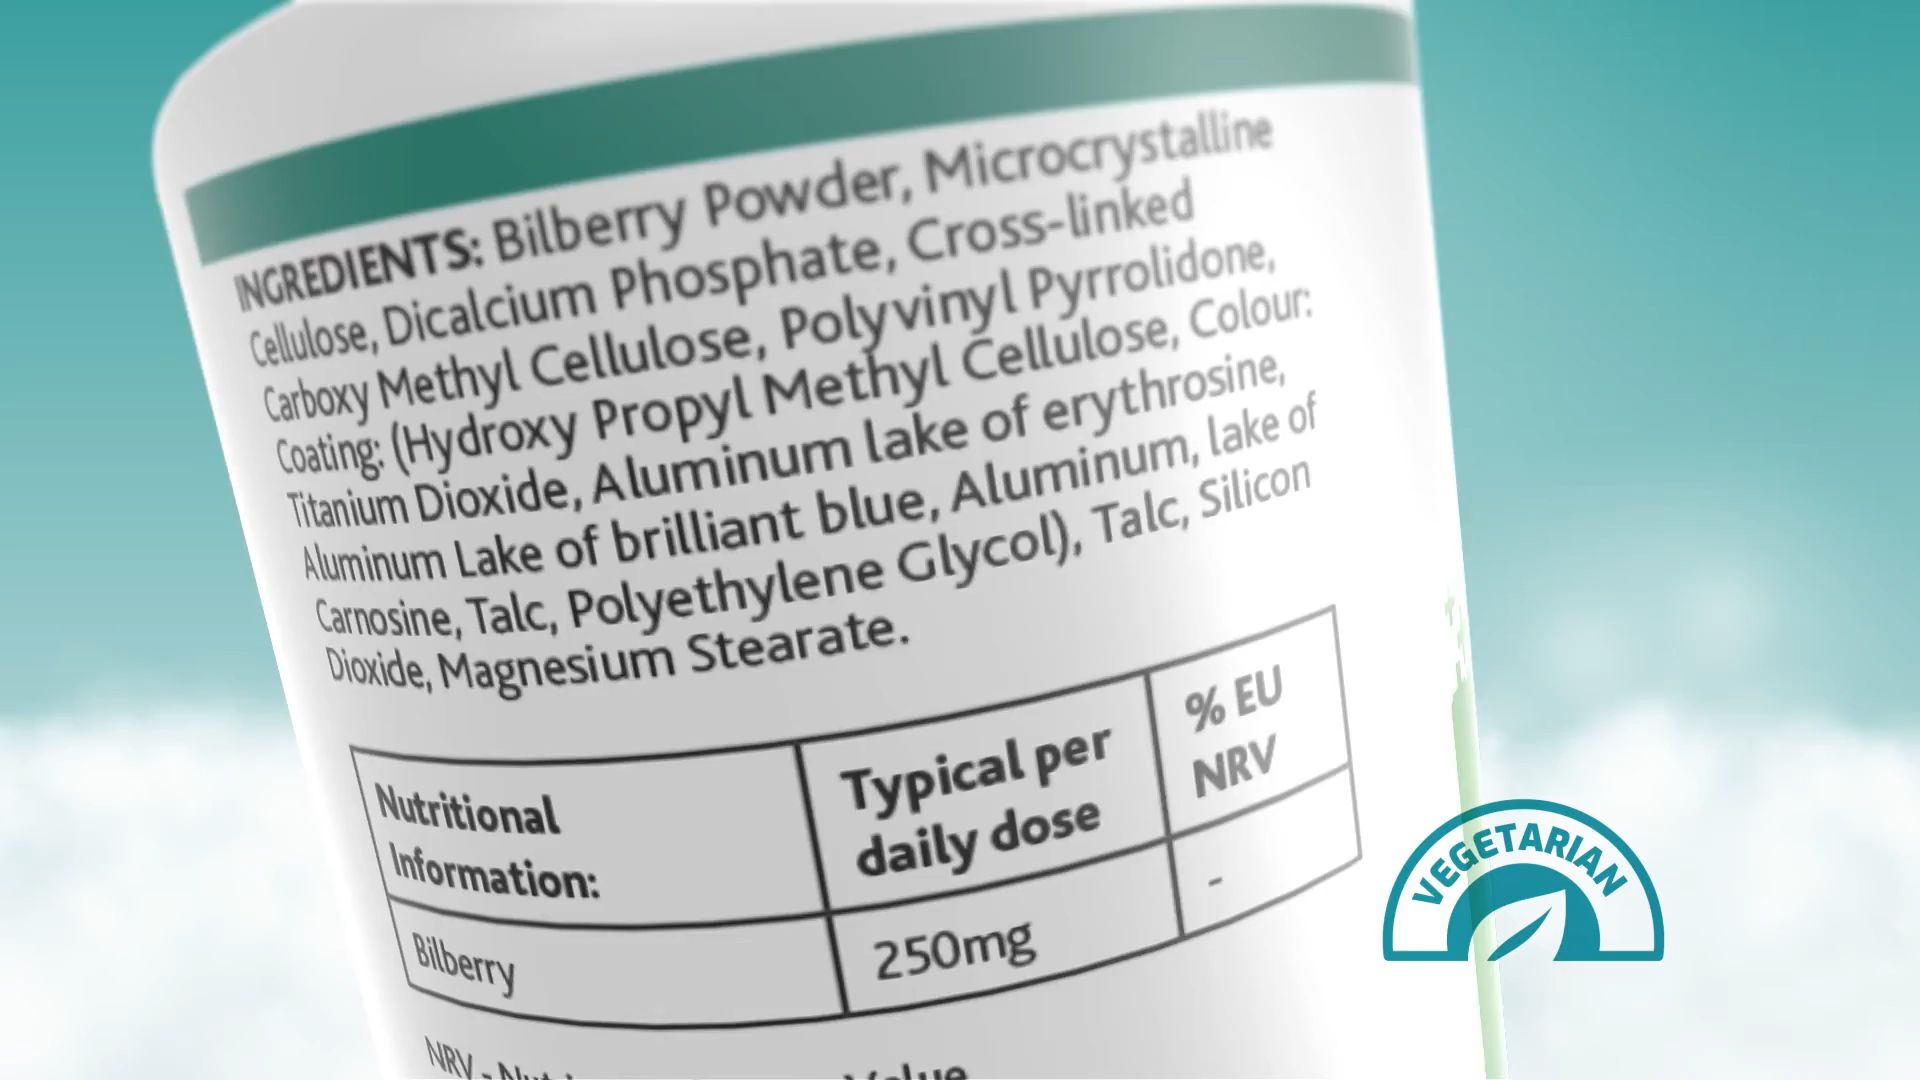 INGREDIENTS: Bilberry Powder, Microcrystalline
Cellulose, Dicalcium Phosphate, Cross-linked
Carboxy Methyl Cellulose, Polyvinyl Pyrrolidone,
Coating: (Hydroxy Propyl Methyl Cellulose, Colour:
Titanium Dioxide, Aluminum lake of erythrosine,
Aluminum Lake of brilliant blue, Aluminum, lake of
Carnosine, Talc, Polyethylene Glycol), Talc, Silicon
Dioxide, Magnesium Stearate.
Nutritional Information:
Typical per daily dose
% EU NRV
Bilberry
250mg
-
NRV -
Value
VEGETARIAN